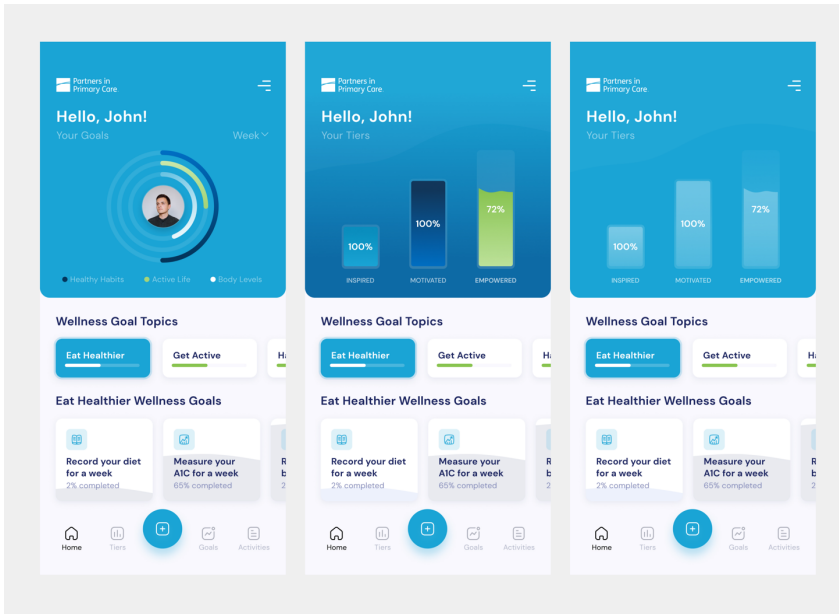 Partners in
Primary Care
Hello, John!
Your Goals
Week
Healthy Habits
Active Life
Body Levels
Wellness Goal Topics
Eat Healthier
Get Active
Eat Healthier Wellness Goals
Record your diet
for a week
2% completed
Measure your
A1C for a week
65% completed
Home
Tiers
Goals
Activities
Partners in
Primary Care
Hello, John!
Your Tiers
100%
100%
72%
INSPIRED
MOTIVATED
EMPOWERED
Wellness Goal Topics
Eat Healthier
Get Active
Eat Healthier Wellness Goals
Record your diet
for a week
2% completed
Measure your
A1C for a week
65% completed
Home
Tiers
Goals
Activities
Partners in
Primary Care
Hello, John!
Your Tiers
100%
100%
72%
INSPIRED
MOTIVATED
EMPOWERED
Wellness Goal Topics
Eat Healthier
Get Active
Eat Healthier Wellness Goals
Record your diet
for a week
2% completed
Measure your
A1C for a week
65% completed
Home
Tiers
Goals
Activities